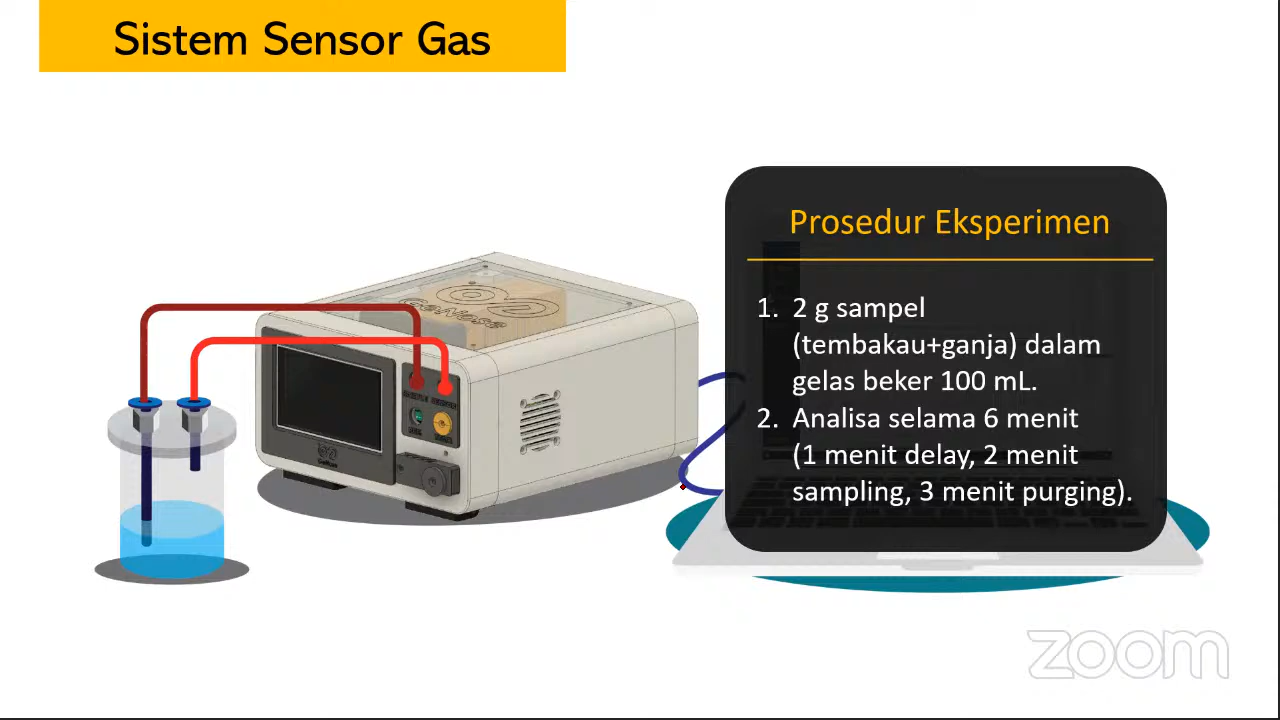 Sistem Sensor Gas
Prosedur Eksperimen
1. 2 g sampel
(tembakau+ganja) dalam
gelas beker 100 mL.
2. Analisa selama 6 menit
(1 menit delay, 2 menit
sampling, 3 menit purging).
GeNose
zoom